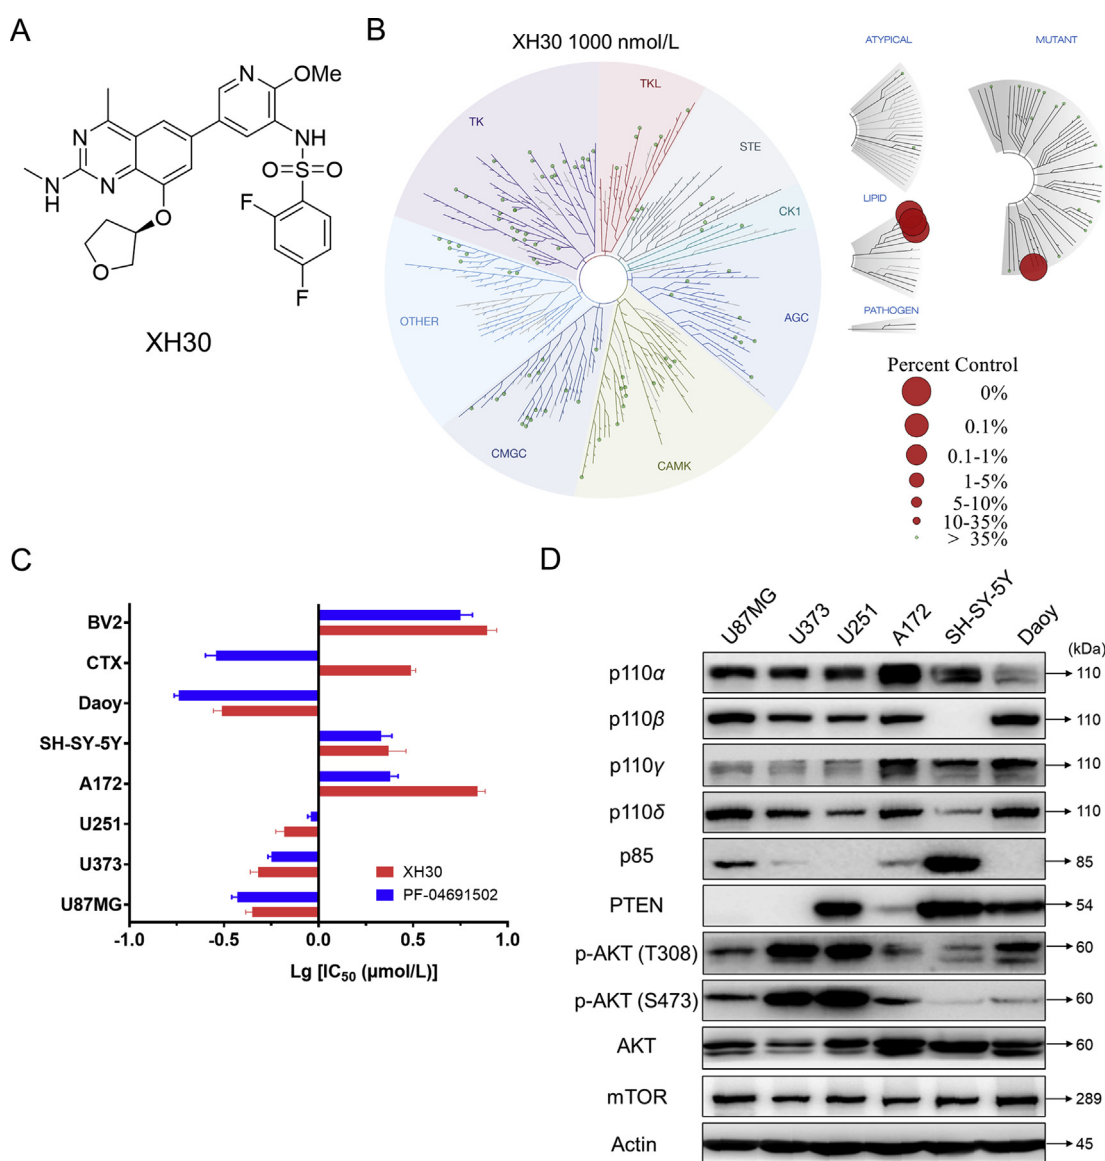 A
N
OMe
N
N
N
H
N
O
O
NH
O
S
O
F
F
XH30
B
XH30 1000 nmol/L
TK
TKL
STE
CK1
AGC
CAMK
CMGC
OTHER
ATYPICAL
MUTANT
LIPID
PATHOGEN
Percent Control
0%
0.1%
0.1-1%
1-5%
5-10%
10-35%
> 35%
C
BV2
CTX
Daoy
SH-SY-5Y
A172
U251
U373
U87MG
XH30
PF-04691502
-1.0 -0.5 0.0 0.5 1.0
Lg [IC50 (μmol/L)]
D
U87MG U373 U251 A172 SH-SY-5Y Daoy
(kDa)
p110α 110
p110β 110
p110γ 110
p110δ 110
p85 85
PTEN 54
p-AKT (T308) 60
p-AKT (S473) 60
AKT 60
mTOR 289
Actin 45